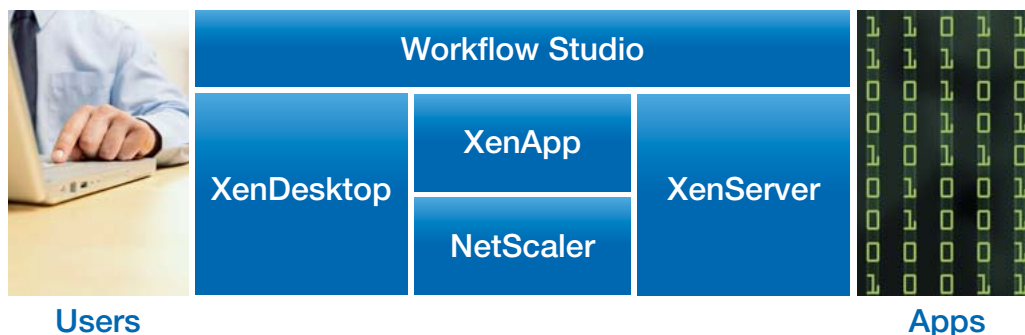 Workflow Studio
XenDesktop
XenApp
NetScaler
XenServer
Users
Apps